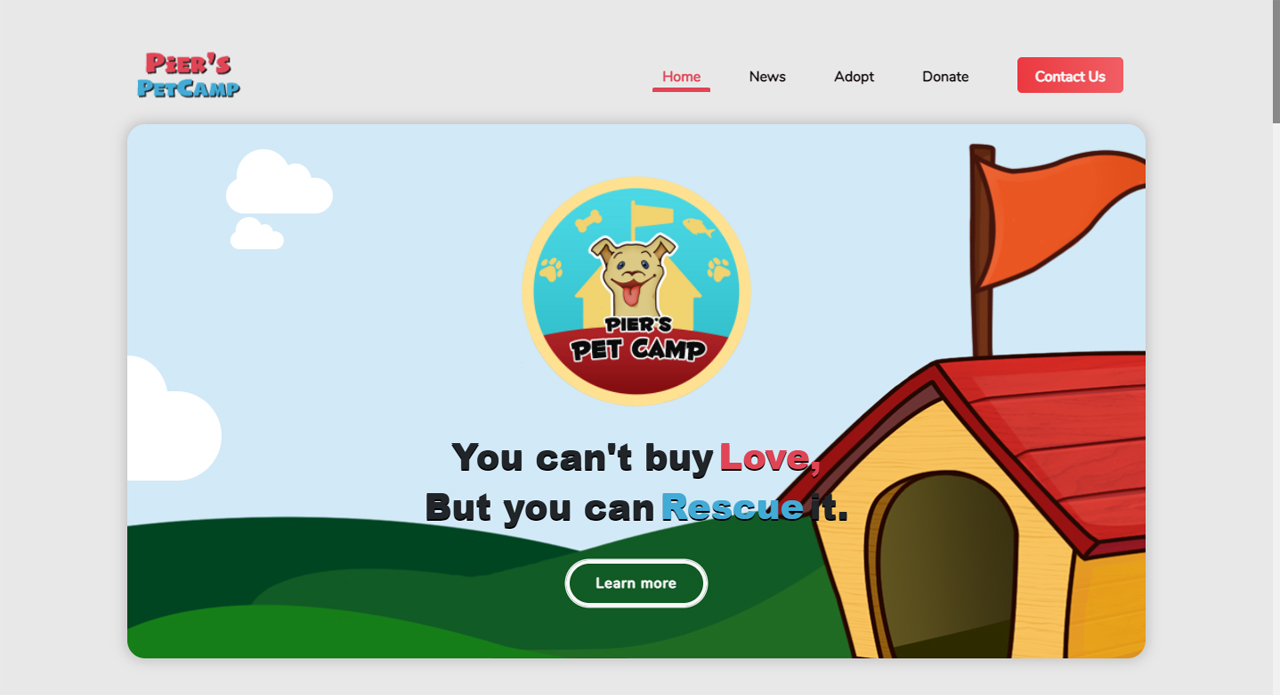 PIER'S
PETCAMP
Home
News
Adopt
Donate
Contact Us
PIER'S
PET CAMP
You can't buy Love,
But you can Rescue it.
Learn more